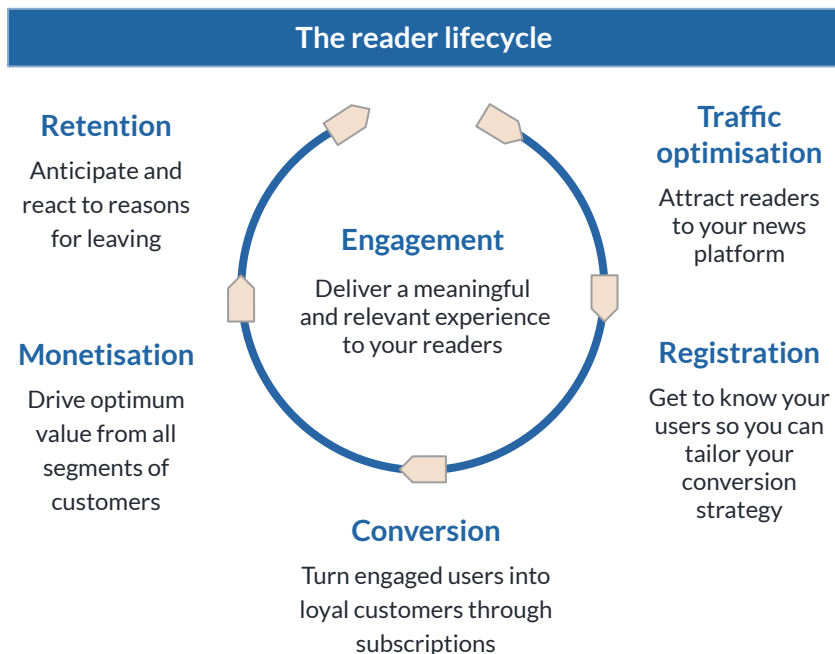 The reader lifecycle
Retention
Anticipate and
react to reasons
for leaving
Traffic
optimisation
Attract readers
to your news
platform
Engagement
Deliver a meaningful
and relevant experience
to your readers
Monetisation
Drive optimum
value from all
segments of
customers
Registration
Get to know your
users so you can
tailor your
conversion
strategy
Conversion
Turn engaged users into
loyal customers through
subscriptions